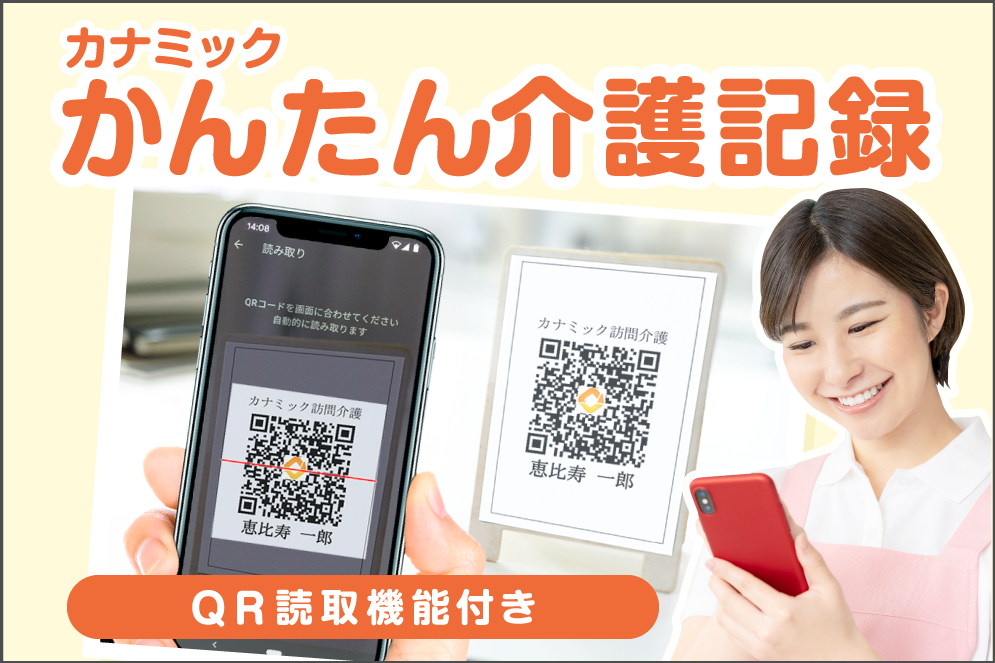 カナミック
かんたん介護記録
14:08
読み取り
QRコードを画面に合わせてください
自動的に読み取ります
カナミック訪問介護
恵比寿 一郎
カナミック訪問介護
恵比寿 一郎
QR読取機能付き